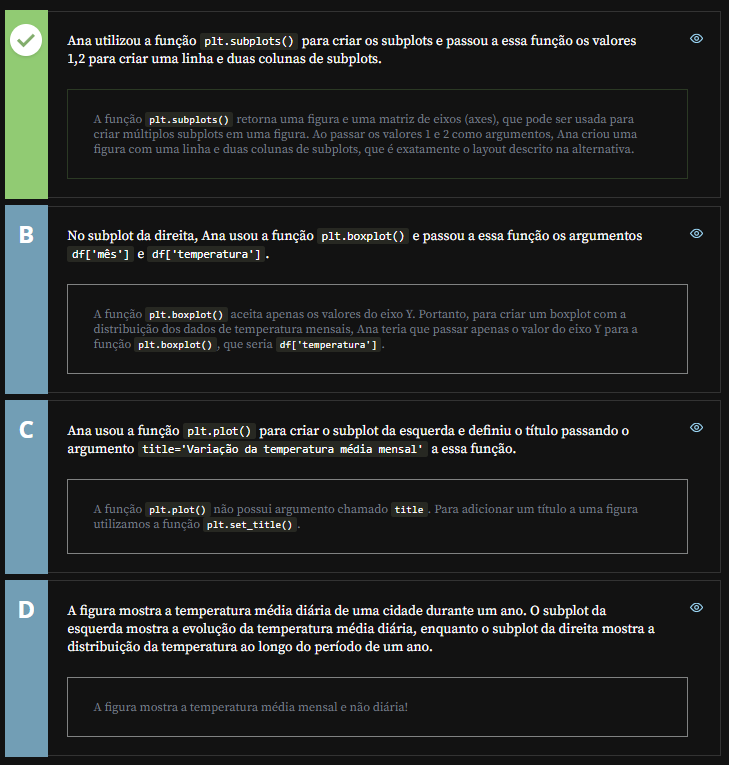 Ana utilizou a função plt.subplots() para criar os subplots e passou a essa função os valores
1,2 para criar uma linha e duas colunas de subplots.
A função plt.subplots() retorna uma figura e uma matriz de eixos (axes), que pode ser usada para
criar múltiplos subplots em uma figura. Ao passar os valores 1 e 2 como argumentos, Ana criou uma
figura com uma linha e duas colunas de subplots, que é exatamente o layout descrito na alternativa.
B
No subplot da direita, Ana usou a função plt.boxplot() e passou a essa função os argumentos
df['mês'] e df['temperatura'].
A função plt.boxplot() aceita apenas os valores do eixo Y. Portanto, para criar um boxplot com a
distribuição dos dados de temperatura mensais, Ana teria que passar apenas o valor do eixo Y para a
função plt.boxplot(), que seria df['temperatura'].
C
Ana usou a função plt.plot() para criar o subplot da esquerda e definiu o título passando o
argumento title='Variação da temperatura média mensal' a essa função.
A função plt.plot() não possui argumento chamado title. Para adicionar um título a uma figura
utilizamos a função plt.set_title().
D
A figura mostra a temperatura média diária de uma cidade durante um ano. O subplot da
esquerda mostra a evolução da temperatura média diária, enquanto o subplot da direita mostra a
distribuição da temperatura ao longo do período de um ano.
A figura mostra a temperatura média mensal e não diária!